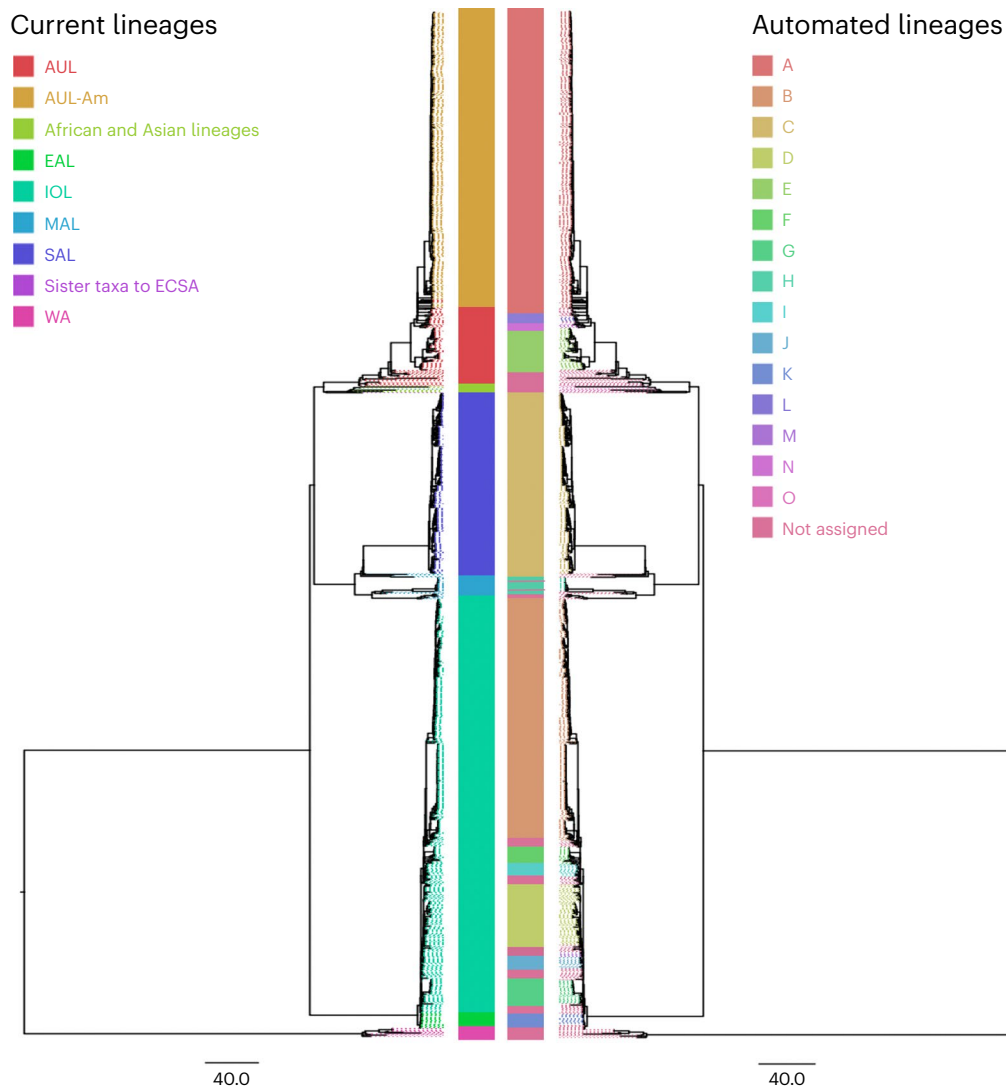 Current lineages
AUL
AUL-Am
African and Asian lineages
EAL
IOL
MAL
SAL
Sister taxa to ECSA
WA
Automated lineages
A
B
C
D
E
F
G
H
I
J
K
L
M
N
O
Not assigned
40.0
40.0